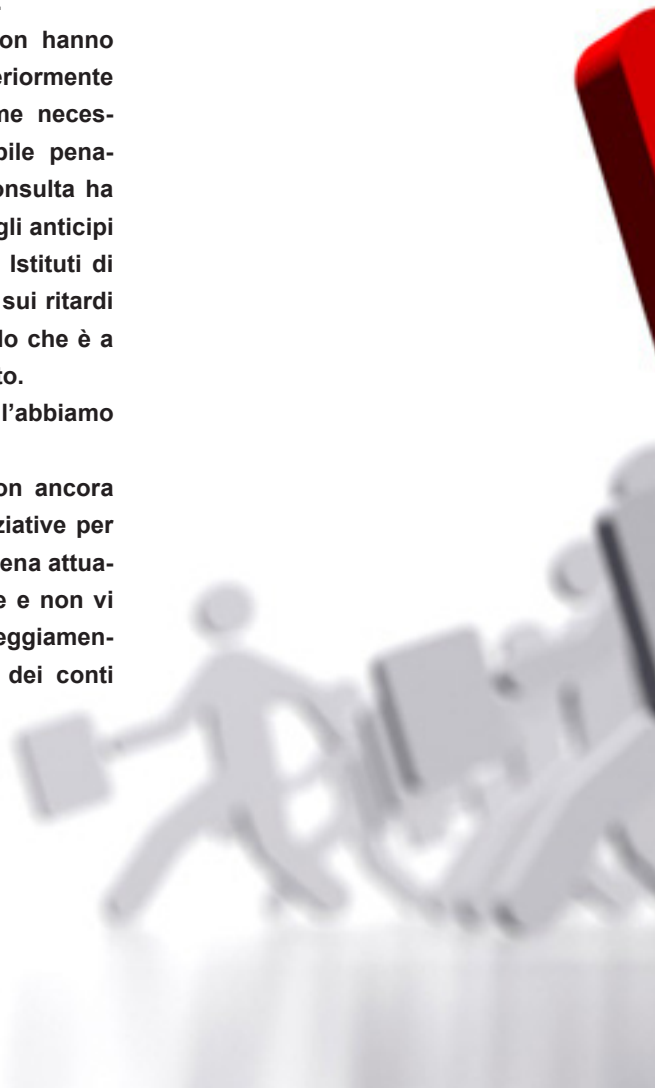 on hanno
eriormente
me neces-
bile pena-
onsulta ha
gli anticipi
Istituti di
sui ritardi
lo che è a
to.
l'abbiamo
on ancora
ziative per
ena attua-
e e non vi
eggiamen-
dei conti